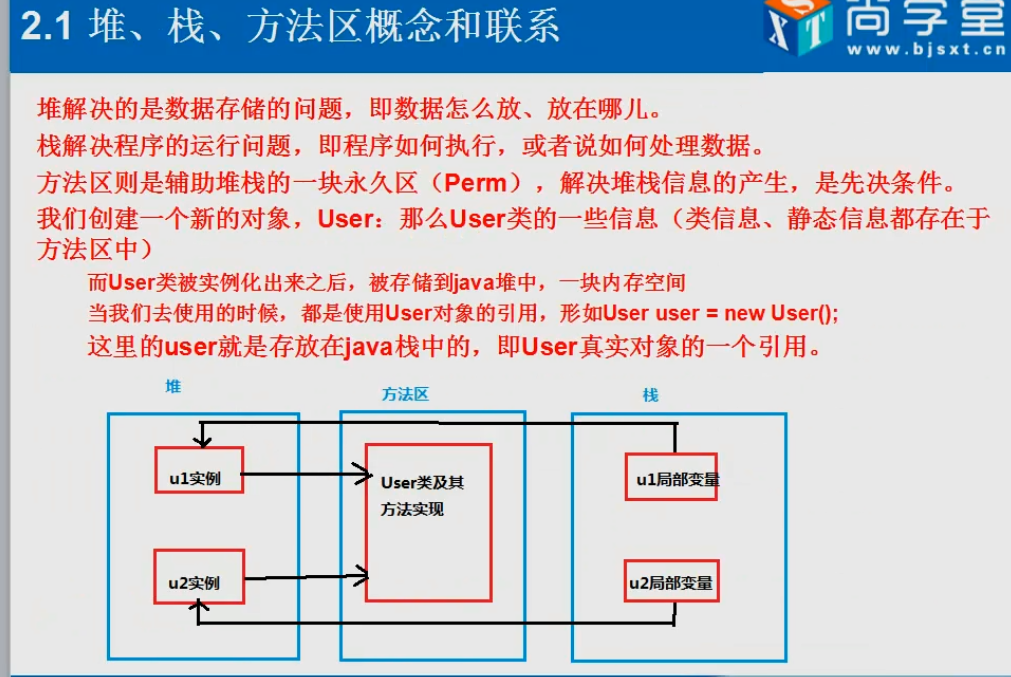 2.1 堆、栈、方法区概念和联系
尚学堂
www.bjsxt.cn
堆解决的是数据存储的问题，即数据怎么放、放在哪儿。
栈解决程序的运行问题，即程序如何执行，或者说如何处理数据。
方法区则是辅助堆栈的一块永久区（Perm），解决堆栈信息的产生，是先决条件。
我们创建一个新的对象，User：那么User类的一些信息（类信息、静态信息都存在于
方法区中）
而User类被实例化出来之后，被存储到java堆中，一块内存空间
当我们去使用的时候，都是使用User对象的引用，形如User user = new User();
这里的user就是存放在java栈中的，即User真实对象的一个引用。
堆
方法区
栈
u1实例
User类及其
方法实现
u1局部变量
u2实例
u2局部变量